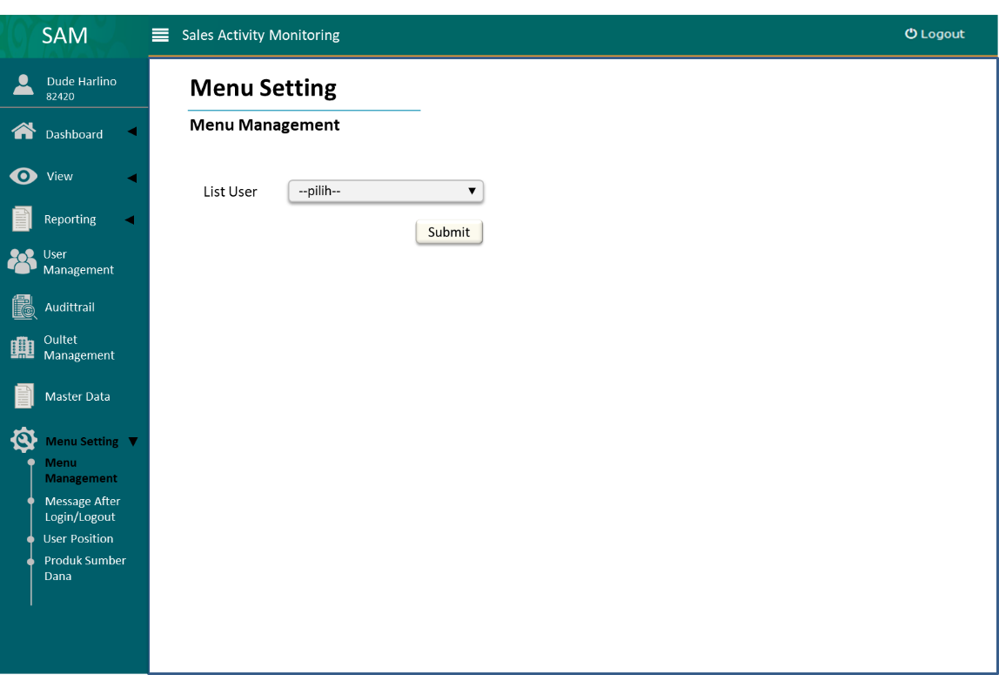 SAM
Sales Activity Monitoring
Logout
Dude Harlino
82420
Dashboard
View
Reporting
User
Management
Audittrail
Oultet
Management
Master Data
Menu Setting
Menu
Management
Message After
Login/Logout
User Position
Produk Sumber
Dana
Menu Setting
Menu Management
List User
--pilih--
Submit